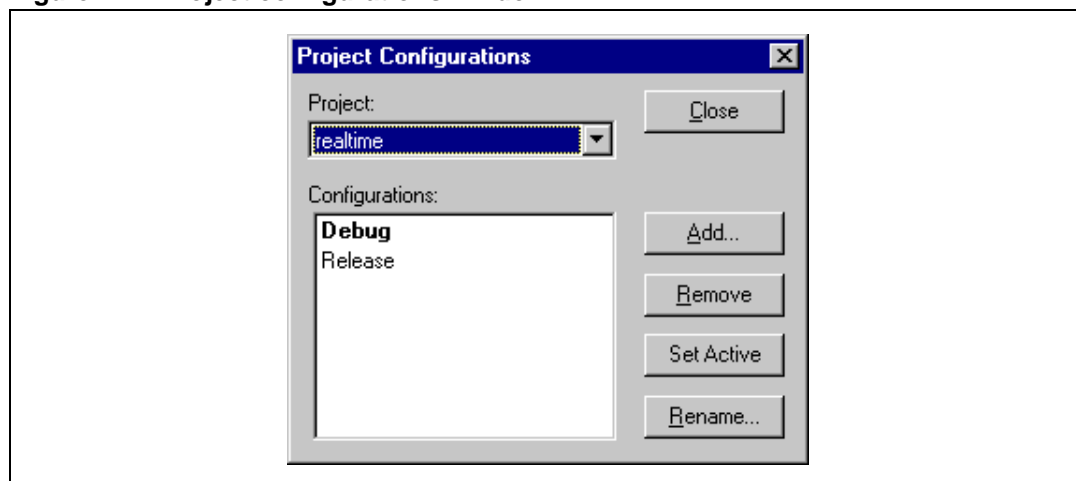 Project Configurations
Project:
Close
realtime
Configurations:
Debug
Release
Add...
Remove
Set Active
Rename...